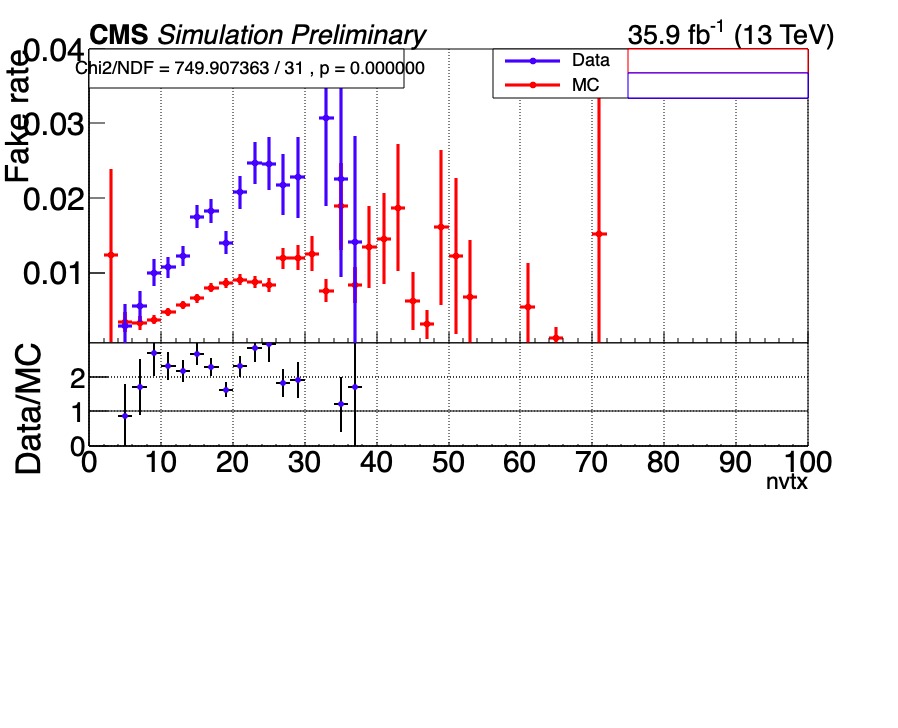 CMS Simulation Preliminary 35.9 fb-1 (13 TeV)
Chi2/NDF = 749.907363 / 31 , p = 0.000000
Data
MC
Fake rate
0.04
0.03
0.02
0.01
Data/MC
2
1
0
0 10 20 30 40 50 60 70 80 90 100
nvtx